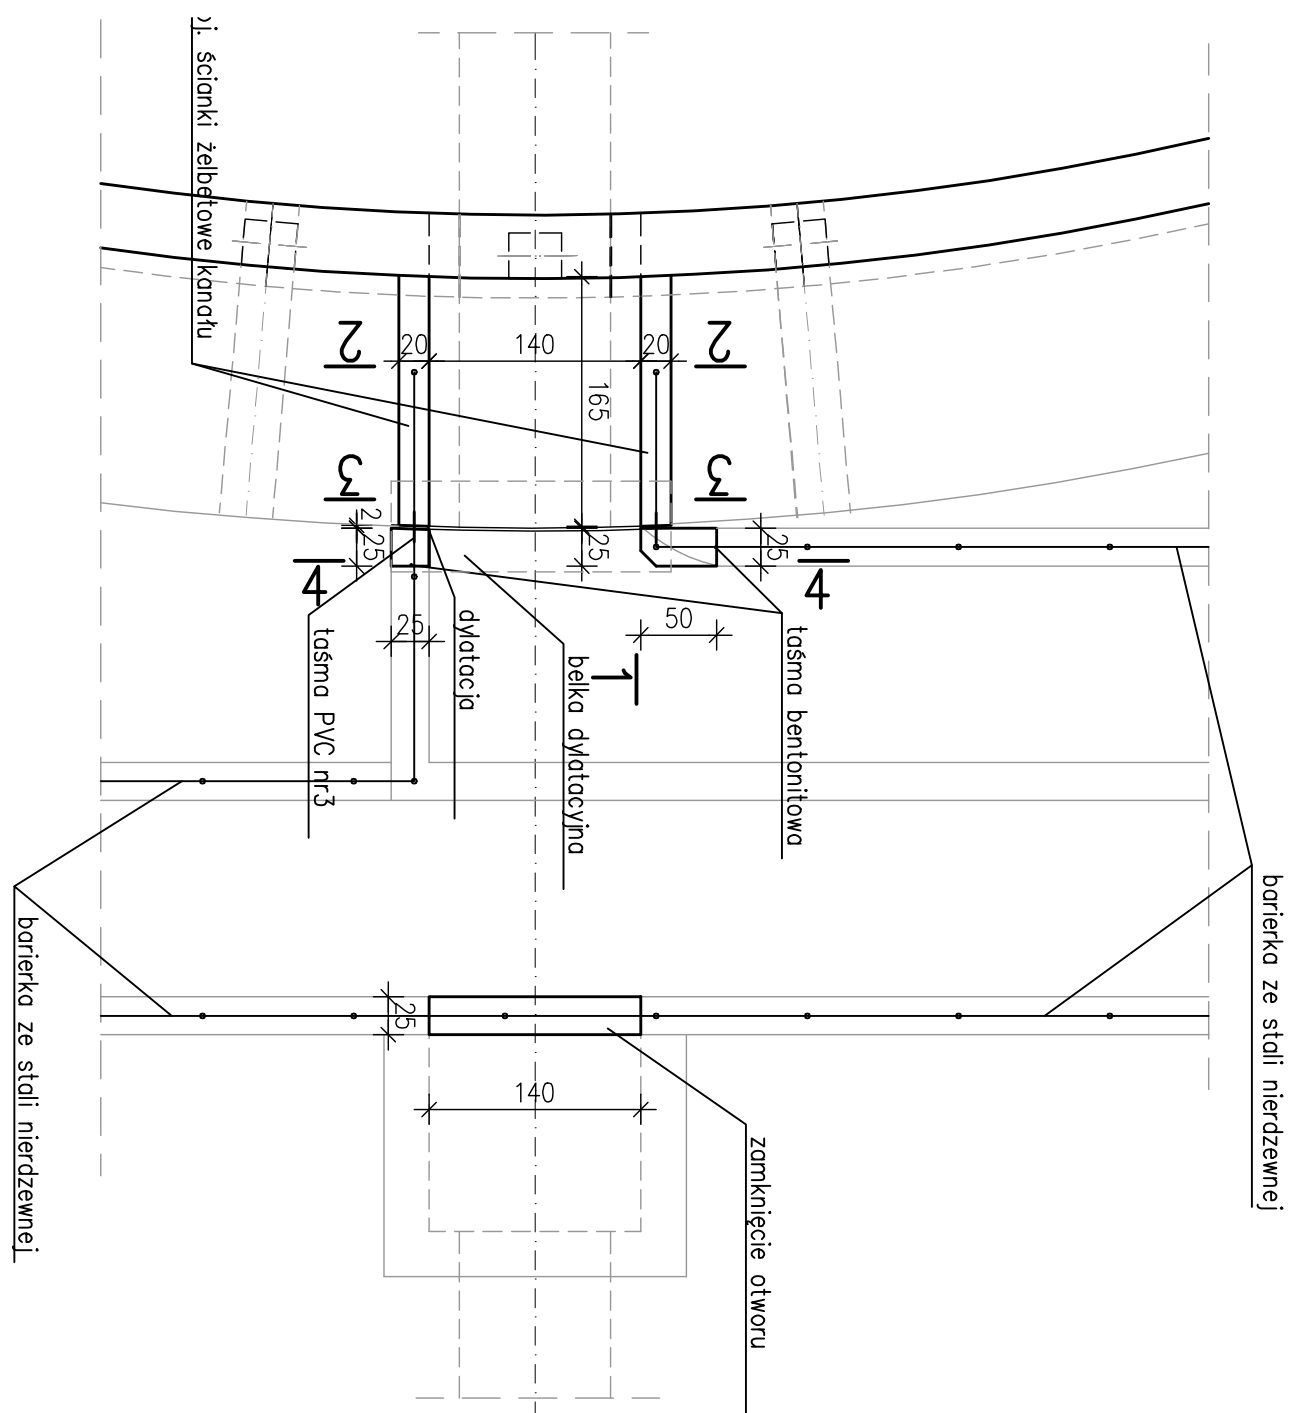 ścianki żelbetowe kanału
2
2
20
140
20
165
3
3
2
25
25
25
4
4
25
50
1
taśma PVC nr3
dylatacja
belka dylatacyjna
taśma bentonitowa
barierka ze stali nierdzewnej
barierka ze stali nierdzewnej
25
140
zamknięcie otworu